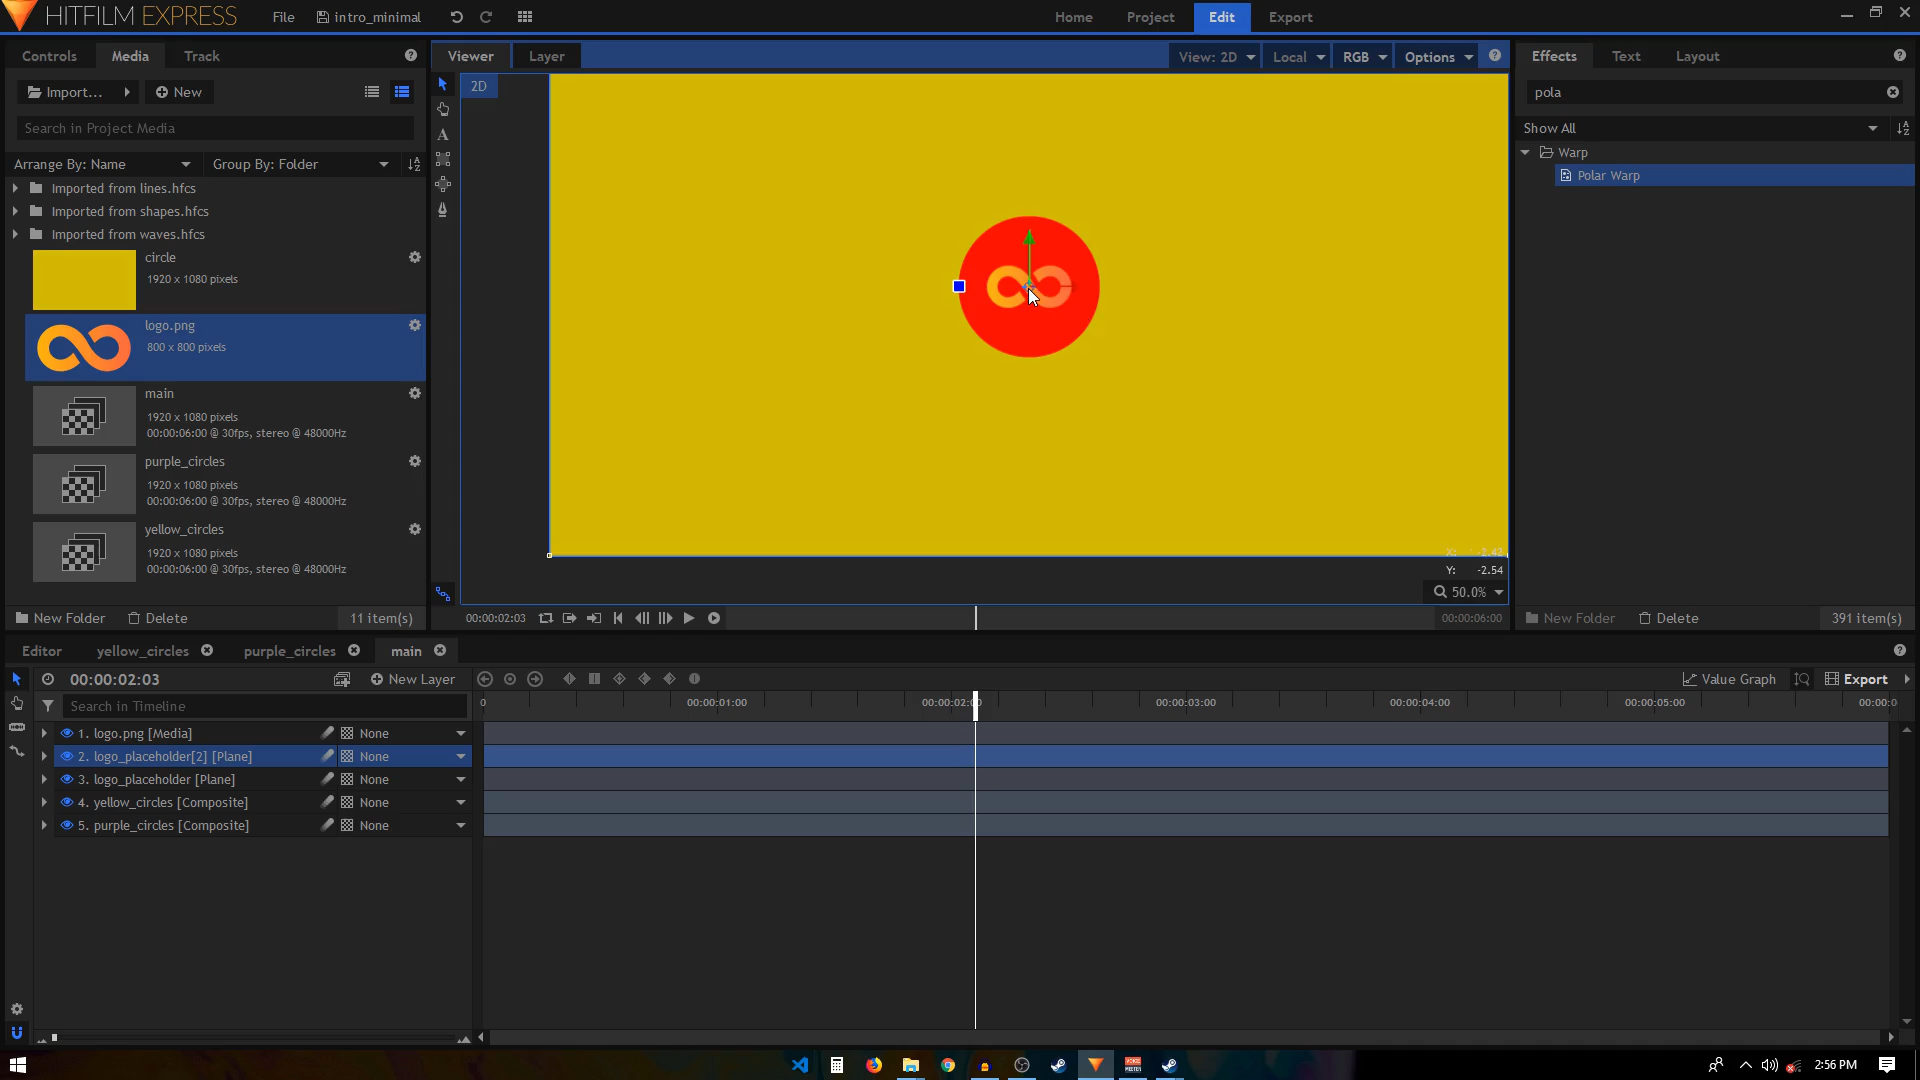 HITFILM EXPRESS
File
intro_minimal
Home
Project
Edit
Export
Controls
Media
Track
Viewer
Layer
View: 2D
Local
RGB
Options
Effects
Text
Layout
Import...
New
2D
pola
Search in Project Media
Show All
Arrange By: Name
Group By: Folder
Warp
Polar Warp
Imported from lines.hfcs
Imported from shapes.hfcs
Imported from waves.hfcs
circle
1920 x 1080 pixels
logo.png
800 x 800 pixels
main
1920 x 1080 pixels
00:00:06:00 @ 30fps, stereo @ 48000Hz
purple_circles
1920 x 1080 pixels
00:00:06:00 @ 30fps, stereo @ 48000Hz
yellow_circles
1920 x 1080 pixels
00:00:06:00 @ 30fps, stereo @ 48000Hz
X: -2.42
Y: -2.54
50.0%
New Folder
Delete
11 item(s)
00:00:02:03
00:00:06:00
New Folder
Delete
391 item(s)
Editor
yellow_circles
purple_circles
main
00:00:02:03
New Layer
Value Graph
Export
Search in Timeline
0
00:00:01:00
00:00:02:00
00:00:03:00
00:00:04:00
00:00:05:00
00:00:0
1. logo.png [Media]
None
2. logo_placeholder[2] [Plane]
None
3. logo_placeholder [Plane]
None
4. yellow_circles [Composite]
None
5. purple_circles [Composite]
None
2:56 PM